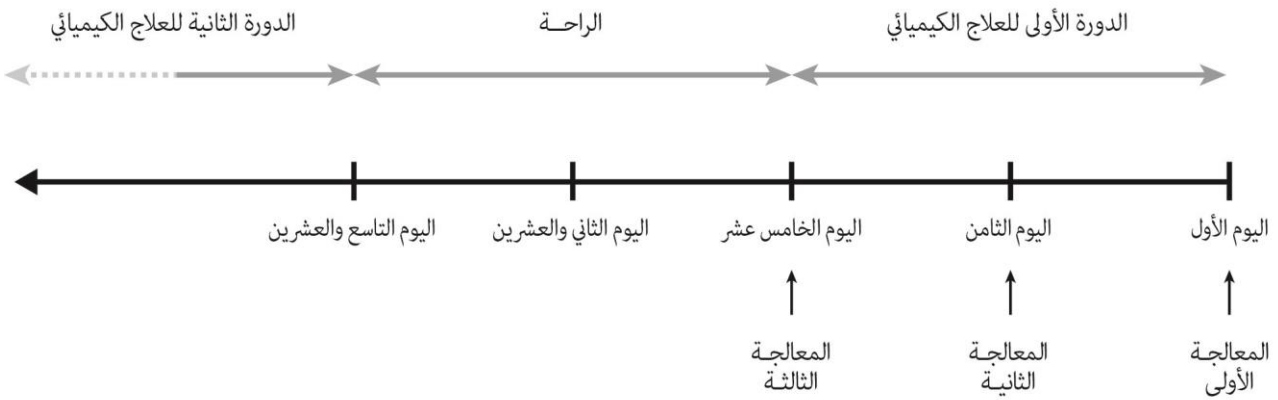 الدورة الأولى للعلاج الكيميائي
الراحــة
الدورة الثانية للعلاج الكيميائي
اليوم الأول
اليوم الثامن
اليوم الخامس عشر
اليوم الثاني والعشرين
اليوم التاسع والعشرين
المعالجـة
الأولى
المعالجـة
الثانيـة
المعالجـة
الثالثـة